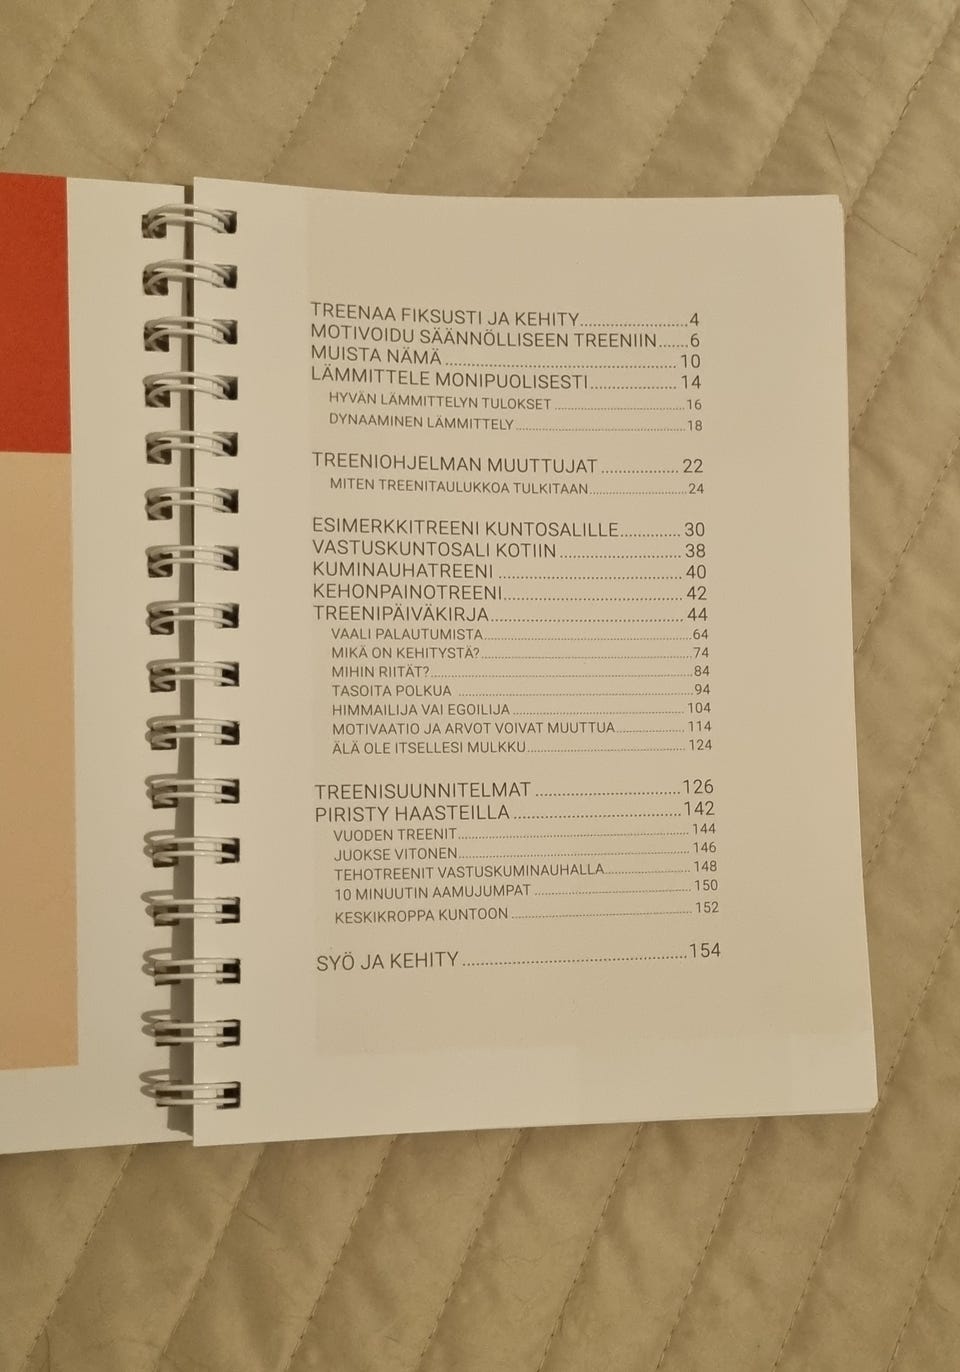 TREENAA FIKSUSTI JA KEHITY........................4
MOTIVOIDU SÄÄNNÖLLISEEN TREENIIN.......6
MUISTA NÄMÄ ................................................... 10
LÄMMITTELE MONIPUOLISESTI.................... 14
HYVÄN LÄMMITTELYN TULOKSET ....................................16
DYNAAMINEN LÄMMITTELY...............................................18
TREENIOHJELMAN MUUTTUJAT ................. 22
MITEN TREENITAULUKKOA TULKITAAN...........................24
ESIMERKKITREENI KUNTOSALILLE............. 30
VASTUSKUNTOSALI KOTIIN ........................... 38
KUMINAUHATREENI ........................................ 40
KEHONPAINOTREENI....................................... 42
TREENIPÄIVÄKIRJA........................................... 44
VAALI PALAUTUMISTA.......................................................64
MIKÄ ON KEHITYSTÄ?.......................................................74
MIHIN RIITÄT?.....................................................................84
TASOITA POLKUA ..............................................................94
HIMMAILIJA VAI EGOILIJA ............................................. 104
MOTIVAATIO JA ARVOT VOIVAT MUUTTUA.................. 114
ÄLÄ OLE ITSELLESI MULKKU.......................................... 124
TREENISUUNNITELMAT ................................126
PIRISTY HAASTEILLA .....................................142
VUODEN TREENIT............................................................. 144
JUOKSE VITONEN............................................................. 146
TEHOTREENIT VASTUSKUMINAUHALLA....................... 148
10 MINUUTIN AAMUJUMPAT ......................................... 150
KESKIKROPPA KUNTOON ............................................... 152
SYÖ JA KEHITY ................................................154